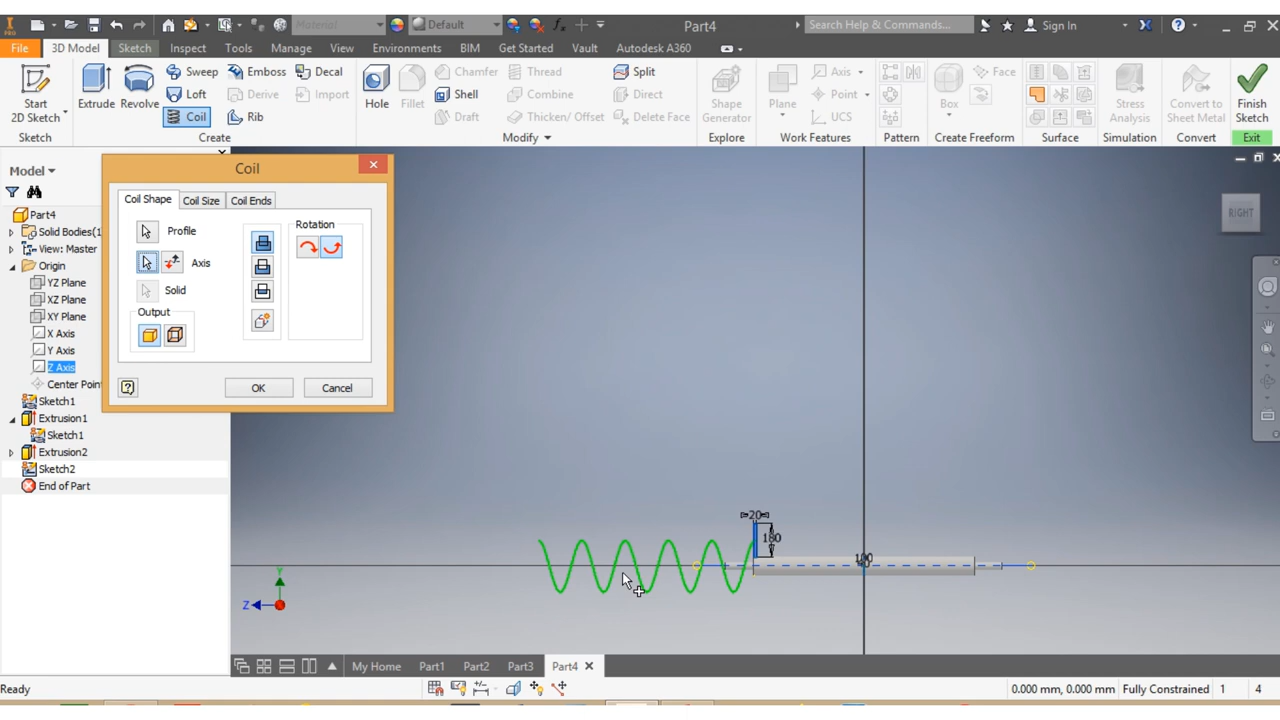 Material Default Part4 Search Help & Commands... Sign In
File 3D Model Sketch Inspect Tools Manage View Environments BIM Get Started Vault Autodesk A360
Start 2D Sketch Extrude Revolve Sweep Emboss Decal Hole Fillet Chamfer Thread Split Shape Generator Plane Axis Face Box Stress Analysis Convert to Sheet Metal Finish Sketch
Loft Derive Import Shell Combine Direct Point
Coil Rib Draft Thicken/ Offset Delete Face UCS
Sketch Create Modify Explore Work Features Pattern Create Freeform Surface Simulation Convert Exit
Model
Part4
Solid Bodies(1
View: Master
Origin
YZ Plane
XZ Plane
XY Plane
X Axis
Y Axis
Z Axis
Center Poin
Sketch1
Extrusion1
Sketch1
Extrusion2
Sketch2
End of Part
Coil
Coil Shape Coil Size Coil Ends
Profile
Axis
Solid
Output
Rotation
OK Cancel
RIGHT
20
180
Y
Z
My Home Part1 Part2 Part3 Part4
Ready 0.000 mm, 0.000 mm Fully Constrained 1 4